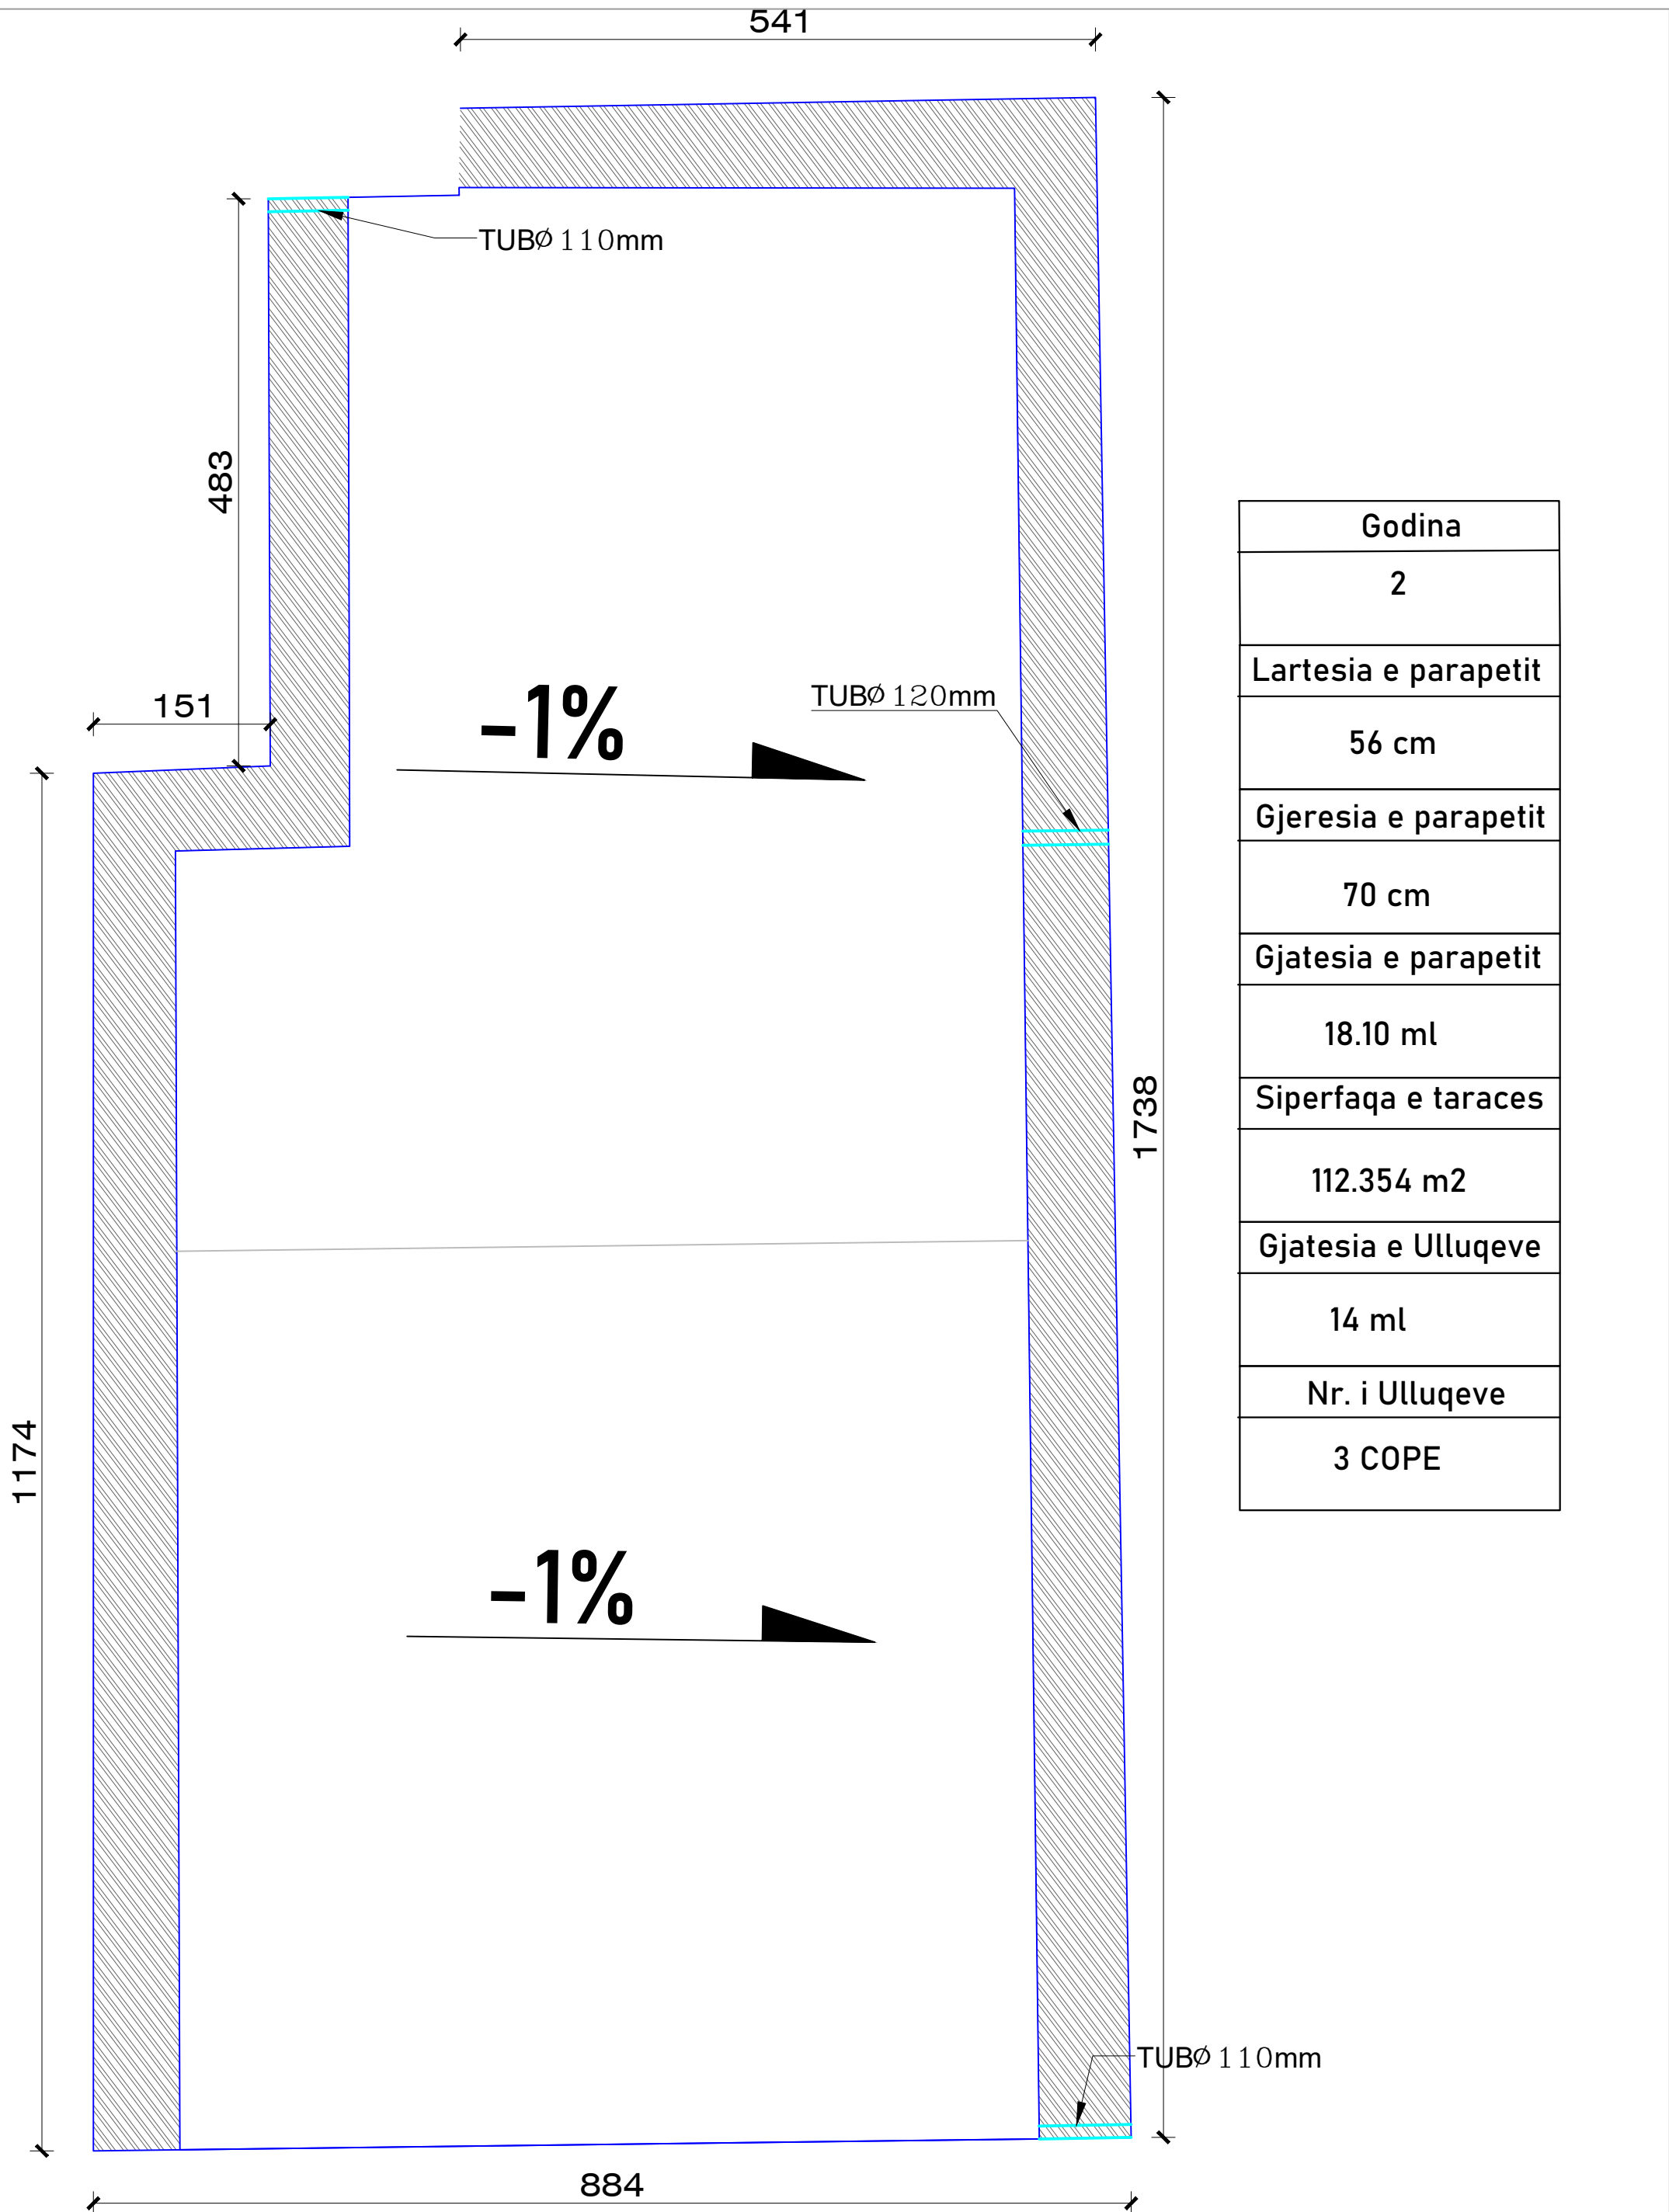 541
TUBØ 110mm
483
151
-1%
TUBØ 120mm
Godina
2
Lartesia e parapetit
56 cm
Gjeresia e parapetit
70 cm
Gjatesia e parapetit
18.10 ml
Siperfaqa e taraces
112.354 m2
Gjatesia e Ulluqeve
14 ml
Nr. i Ulluqeve
3 COPE
1738
1174
-1%
TUBØ 110mm
884